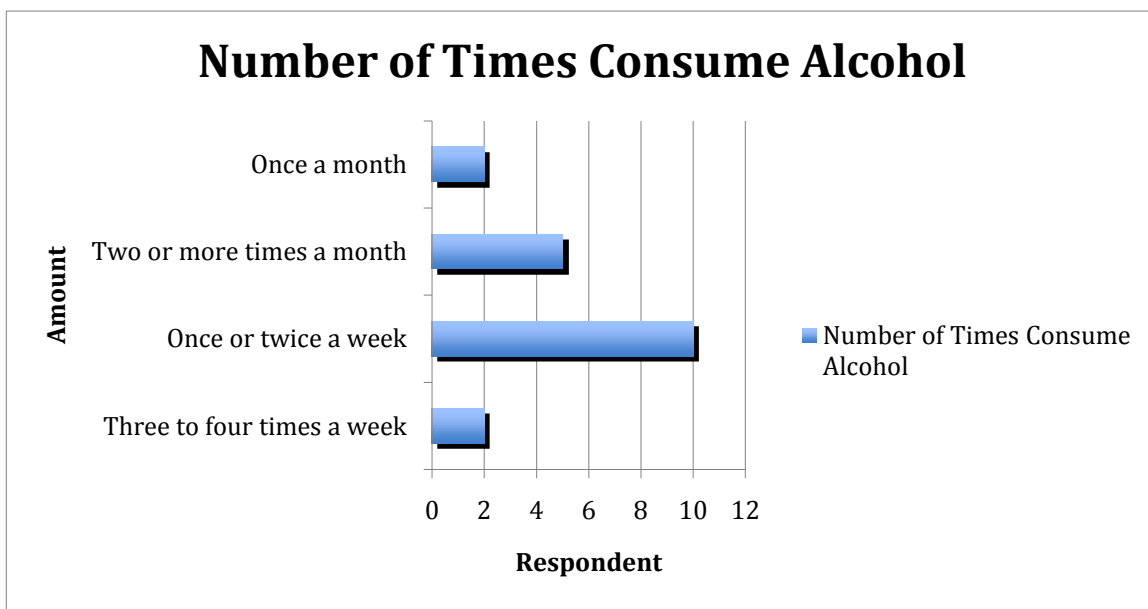 Number of Times Consume Alcohol
Once a month
Two or more times a month
Once or twice a week
Three to four times a week
Amount
0 2 4 6 8 10 12
Respondent
Number of Times Consume
Alcohol